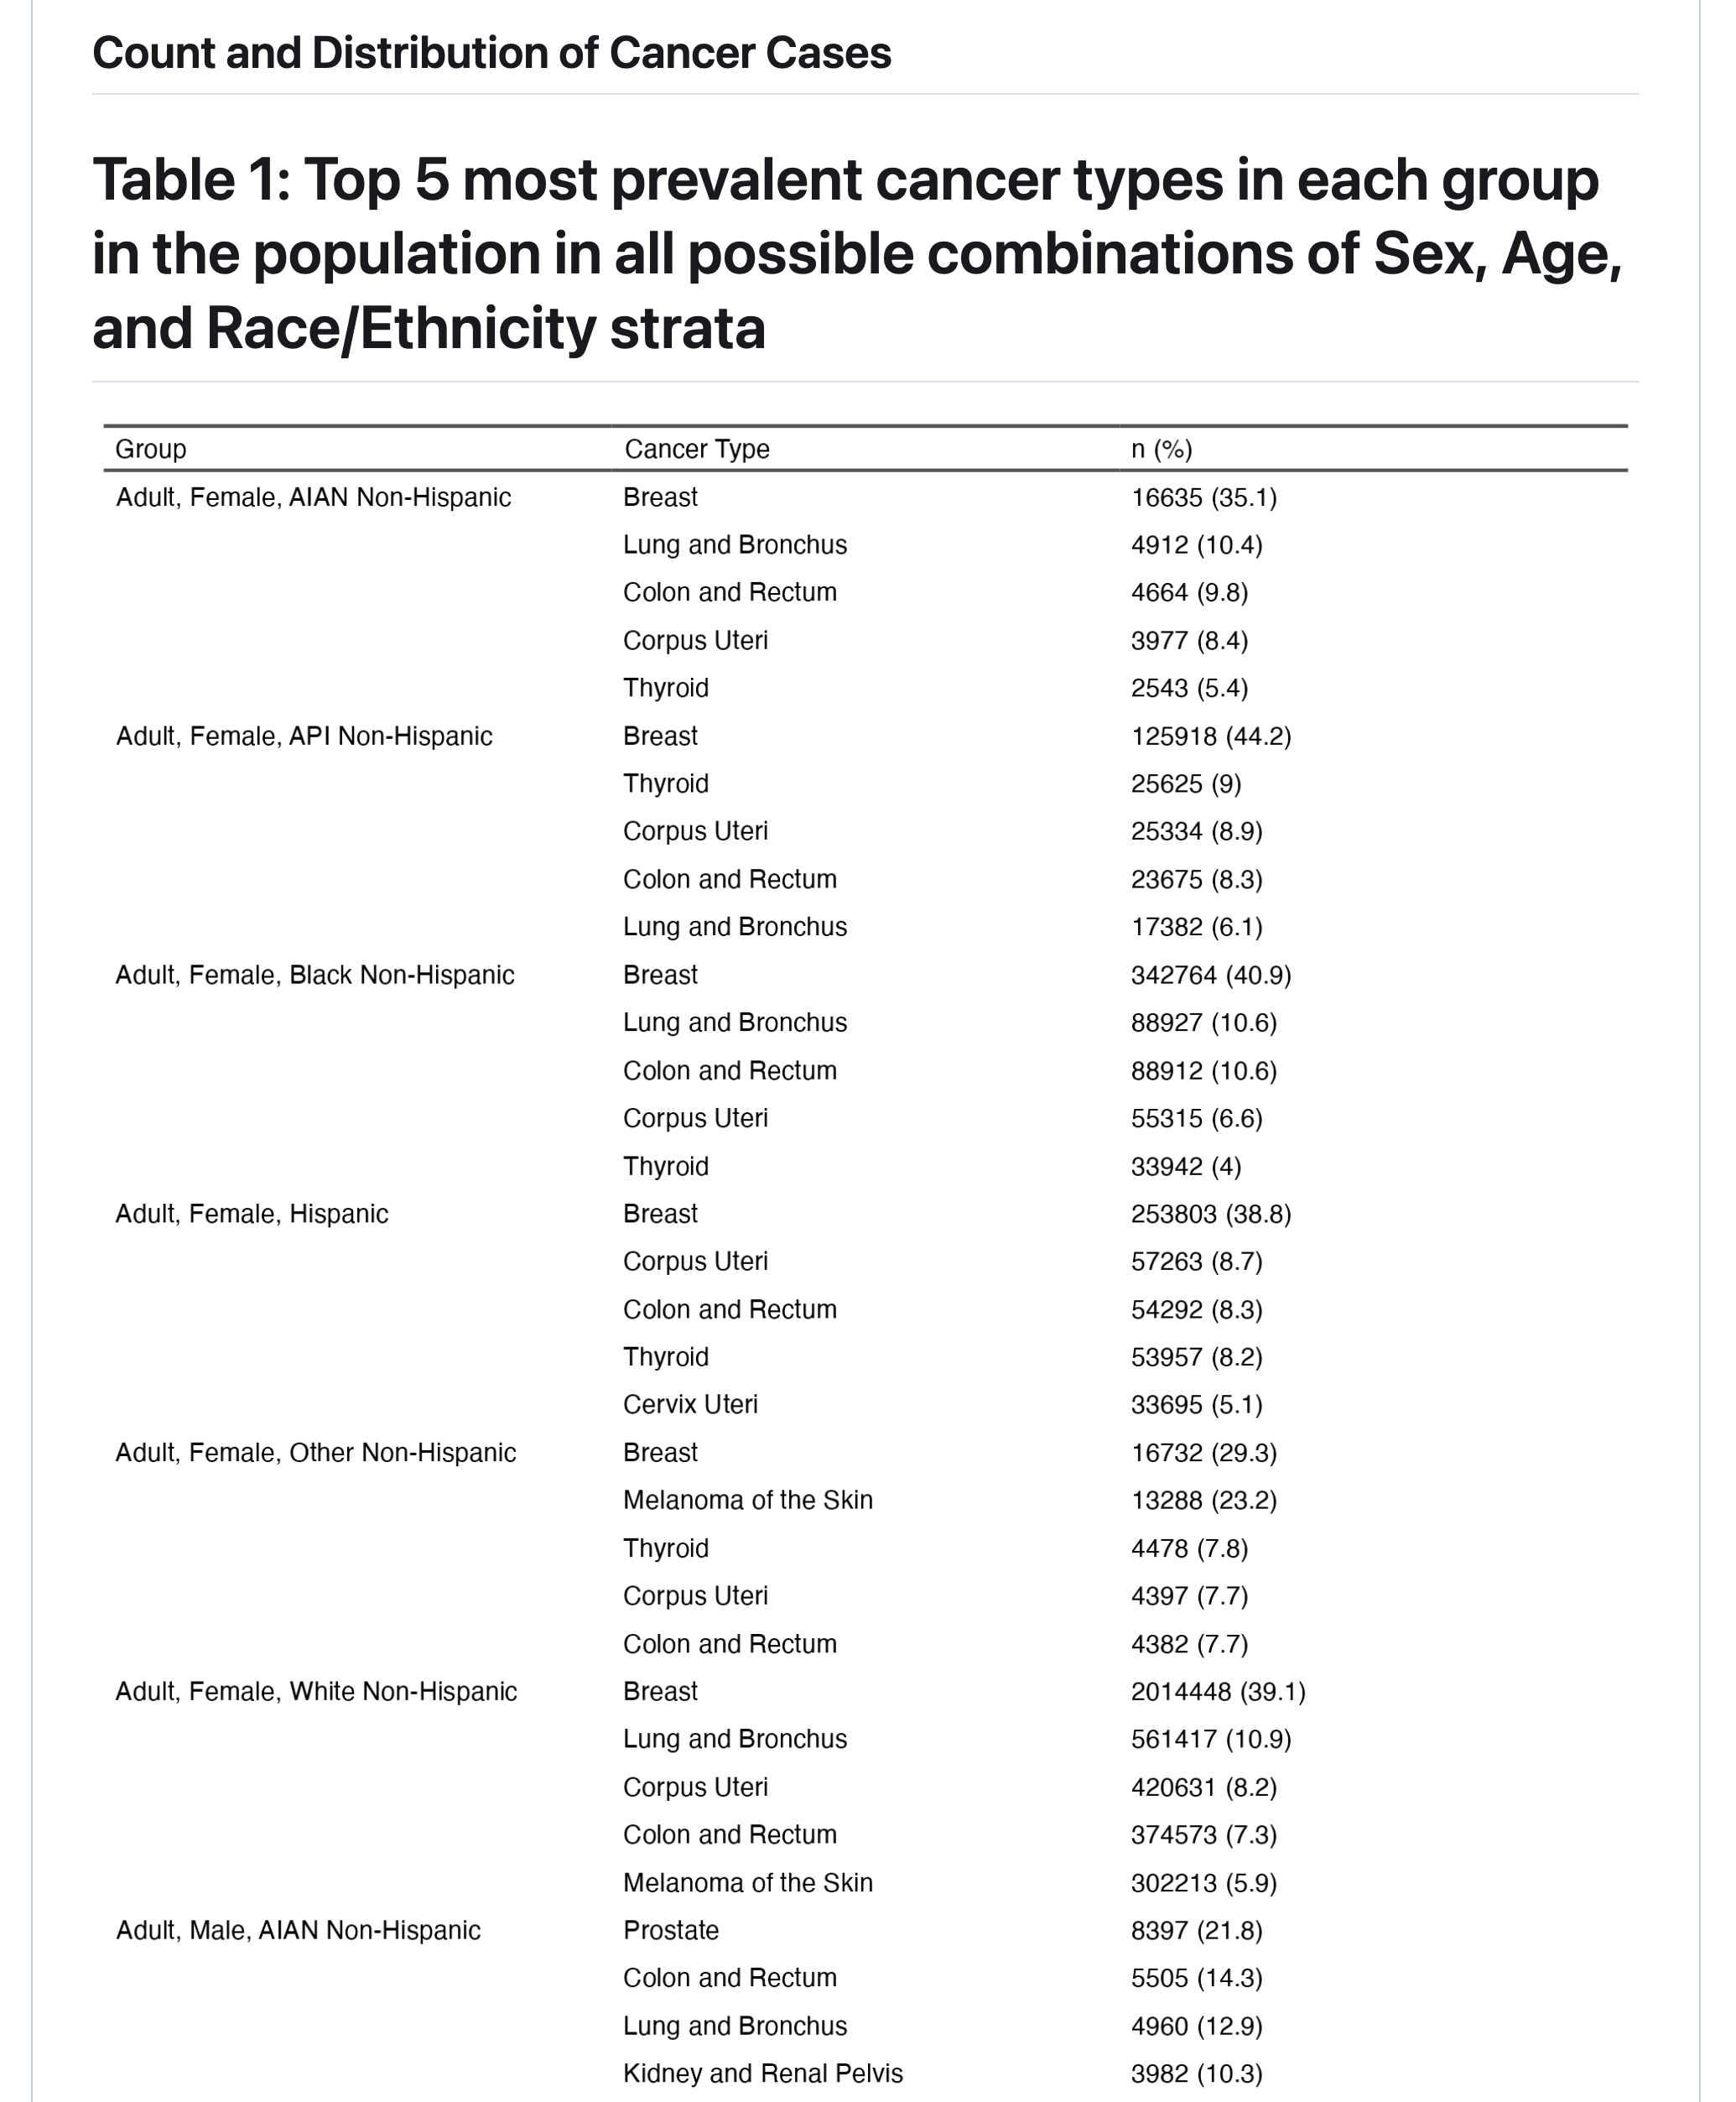 Count and Distribution of Cancer Cases
Table 1: Top 5 most prevalent cancer types in each group
in the population in all possible combinations of Sex, Age,
and Race/Ethnicity strata
Group Cancer Type n (%)
Adult, Female, AIAN Non-Hispanic Breast 16635 (35.1)
Lung and Bronchus 4912 (10.4)
Colon and Rectum 4664 (9.8)
Corpus Uteri 3977 (8.4)
Thyroid 2543 (5.4)
Adult, Female, API Non-Hispanic Breast 125918 (44.2)
Thyroid 25625 (9)
Corpus Uteri 25334 (8.9)
Colon and Rectum 23675 (8.3)
Lung and Bronchus 17382 (6.1)
Adult, Female, Black Non-Hispanic Breast 342764 (40.9)
Lung and Bronchus 88927 (10.6)
Colon and Rectum 88912 (10.6)
Corpus Uteri 55315 (6.6)
Thyroid 33942 (4)
Adult, Female, Hispanic Breast 253803 (38.8)
Corpus Uteri 57263 (8.7)
Colon and Rectum 54292 (8.3)
Thyroid 53957 (8.2)
Cervix Uteri 33695 (5.1)
Adult, Female, Other Non-Hispanic Breast 16732 (29.3)
Melanoma of the Skin 13288 (23.2)
Thyroid 4478 (7.8)
Corpus Uteri 4397 (7.7)
Colon and Rectum 4382 (7.7)
Adult, Female, White Non-Hispanic Breast 2014448 (39.1)
Lung and Bronchus 561417 (10.9)
Corpus Uteri 420631 (8.2)
Colon and Rectum 374573 (7.3)
Melanoma of the Skin 302213 (5.9)
Adult, Male, AIAN Non-Hispanic Prostate 8397 (21.8)
Colon and Rectum 5505 (14.3)
Lung and Bronchus 4960 (12.9)
Kidney and Renal Pelvis 3982 (10.3)